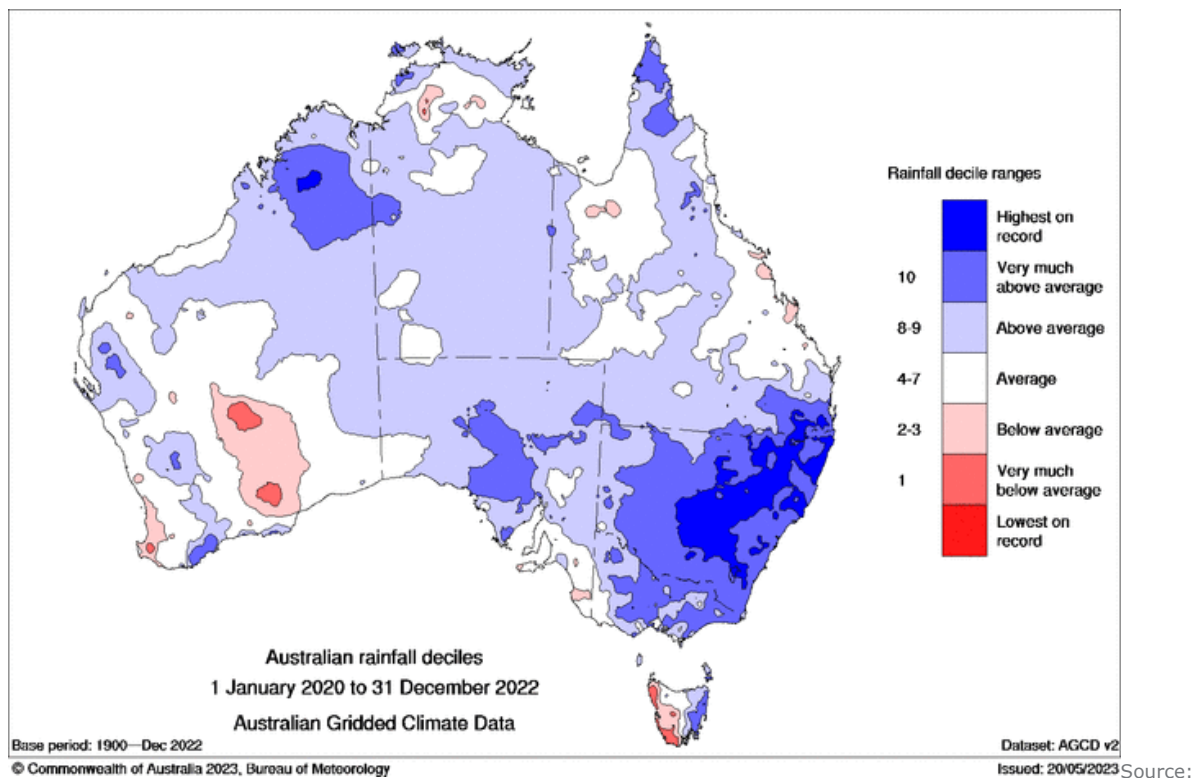 Rainfall decile ranges
Highest on
record
10
Very much
above average
8-9
Above average
4-7
Average
2-3
Below average
1
Very much
below average
Lowest on
record
Australian rainfall deciles
1 January 2020 to 31 December 2022
Australian Gridded Climate Data
Base period: 1900—Dec 2022
Dataset: AGCD v2
© Commonwealth of Australia 2023, Bureau of Meteorology
Issued: 20/05/2023
Source: